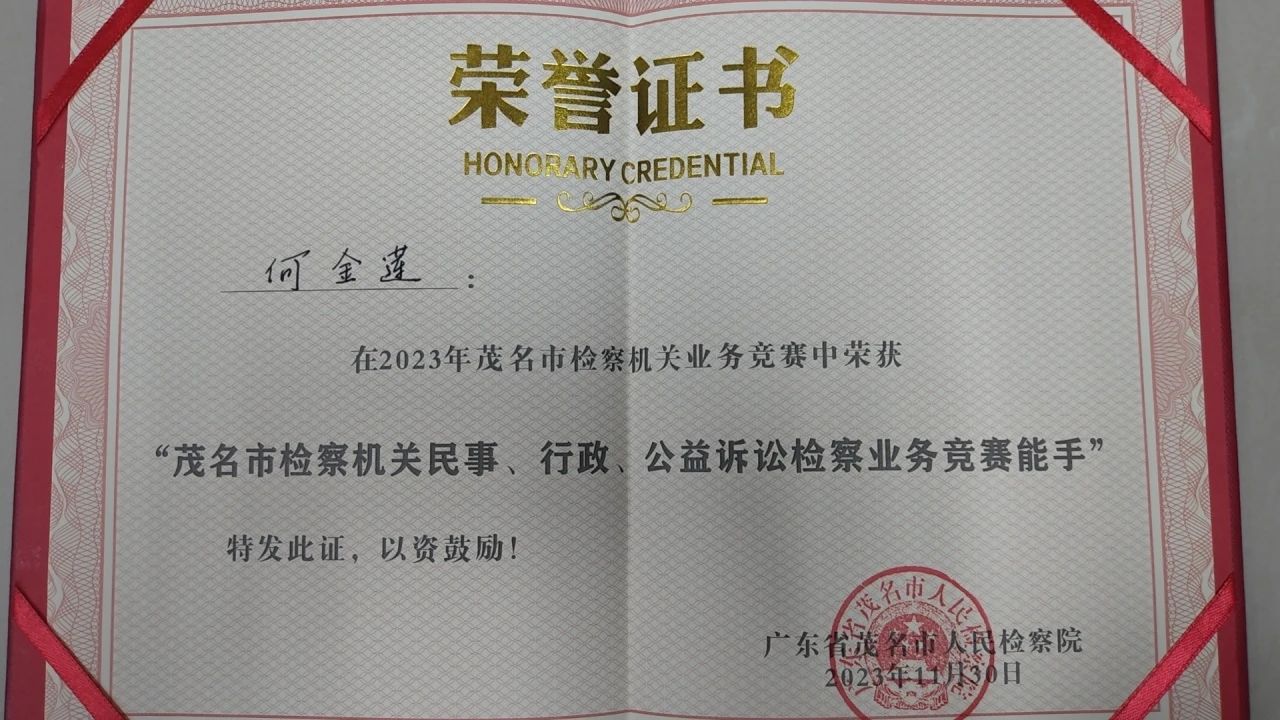 荣誉证书
HONORARY CREDENTIAL
何金莲：
在2023年茂名市检察机关业务竞赛中荣获
“茂名市检察机关民事、行政、公益诉讼检察业务竞赛能手”
特发此证，以资鼓励！
广东省茂名市人民检察院
2023年11月30日